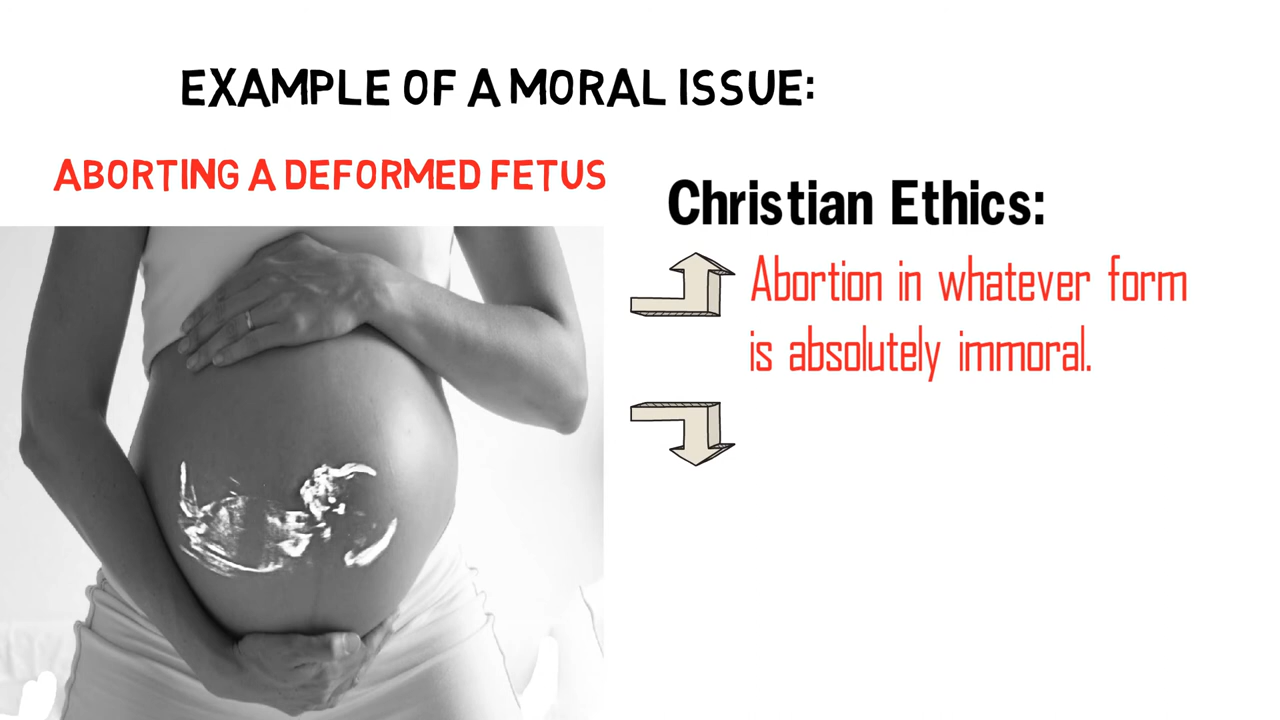 EXAMPLE OF A MORAL ISSUE:
ABORTING A DEFORMED FETUS
Christian Ethics:
Abortion in whatever form
is absolutely immoral.